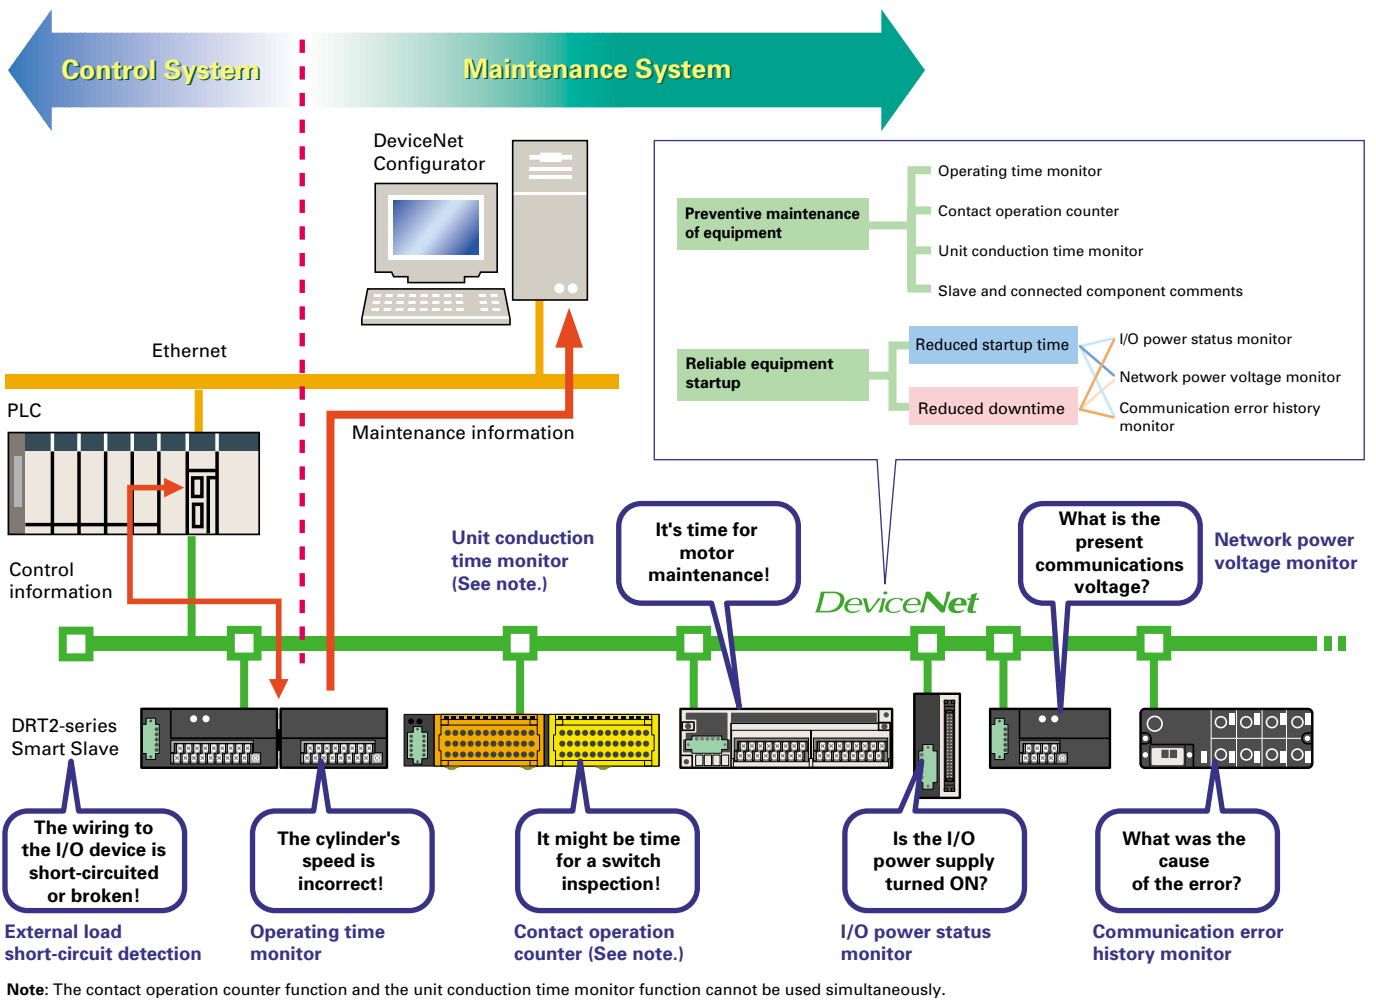 Control System
Maintenance System
DeviceNet
Configurator
Preventive maintenance
of equipment
Operating time monitor
Contact operation counter
Unit conduction time monitor
Slave and connected component comments
Reliable equipment
startup
Reduced startup time
Reduced downtime
I/O power status monitor
Network power voltage monitor
Communication error history
monitor
Ethernet
PLC
Maintenance information
Control
information
Unit conduction
time monitor
(See note.)
It's time for
motor
maintenance!
DeviceNet
What is the
present
communications
voltage?
Network power
voltage monitor
DRT2-series
Smart Slave
The wiring to
the I/O device is
short-circuited
or broken!
The cylinder's
speed is
incorrect!
It might be time
for a switch
inspection!
Is the I/O
power supply
turned ON?
What was the
cause
of the error?
External load
short-circuit detection
Operating time
monitor
Contact operation
counter (See note.)
I/O power status
monitor
Communication error
history monitor
Note: The contact operation counter function and the unit conduction time monitor function cannot be used simultaneously.